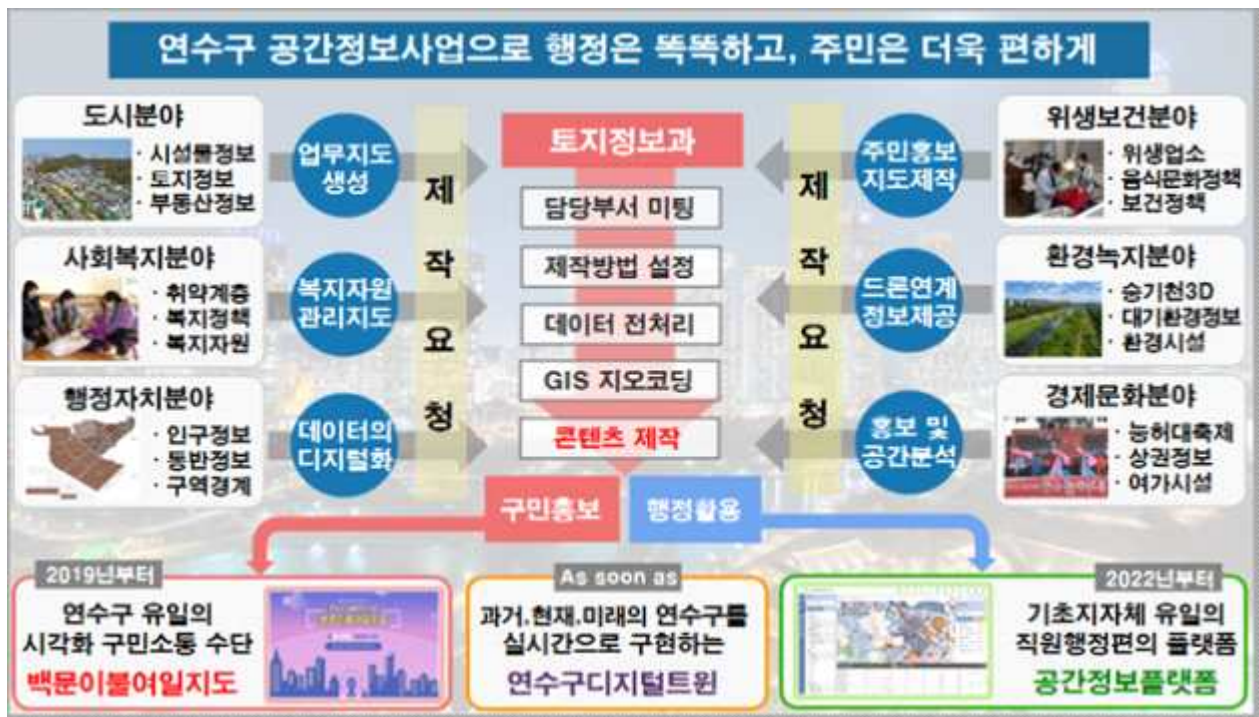 연수구 공간정보사업으로 행정은 똑똑하고, 주민은 더욱 편하게
도시분야
· 시설물정보
· 토지정보
· 부동산정보
사회복지분야
· 취약계층
· 복지정책
· 복지자원
행정자치분야
· 인구정보
· 동반정보
· 구역경계
업무지도
생성
복지자원
관리지도
데이터의
디지털화
제
작
요
청
토지정보과
담당부서 미팅
제작방법 설정
데이터 전처리
GIS 지오코딩
콘텐츠 제작
구민홍보
행정활용
제
작
요
청
주민홍보
지도제작
드론연계
정보제공
홍보 및
공간분석
위생보건분야
· 위생업소
· 음식문화정책
· 보건정책
환경녹지분야
· 승기천3D
· 대기환경정보
· 환경시설
경제문화분야
· 능허대축제
· 상권정보
· 여가시설
2019년부터
연수구 유일의
시각화 구민소통 수단
백문이불여일지도
As soon as
과거.현재.미래의 연수구를
실시간으로 구현하는
연수구디지털트윈
2022년부터
기초지자체 유일의
직원행정편의 플랫폼
공간정보플랫폼